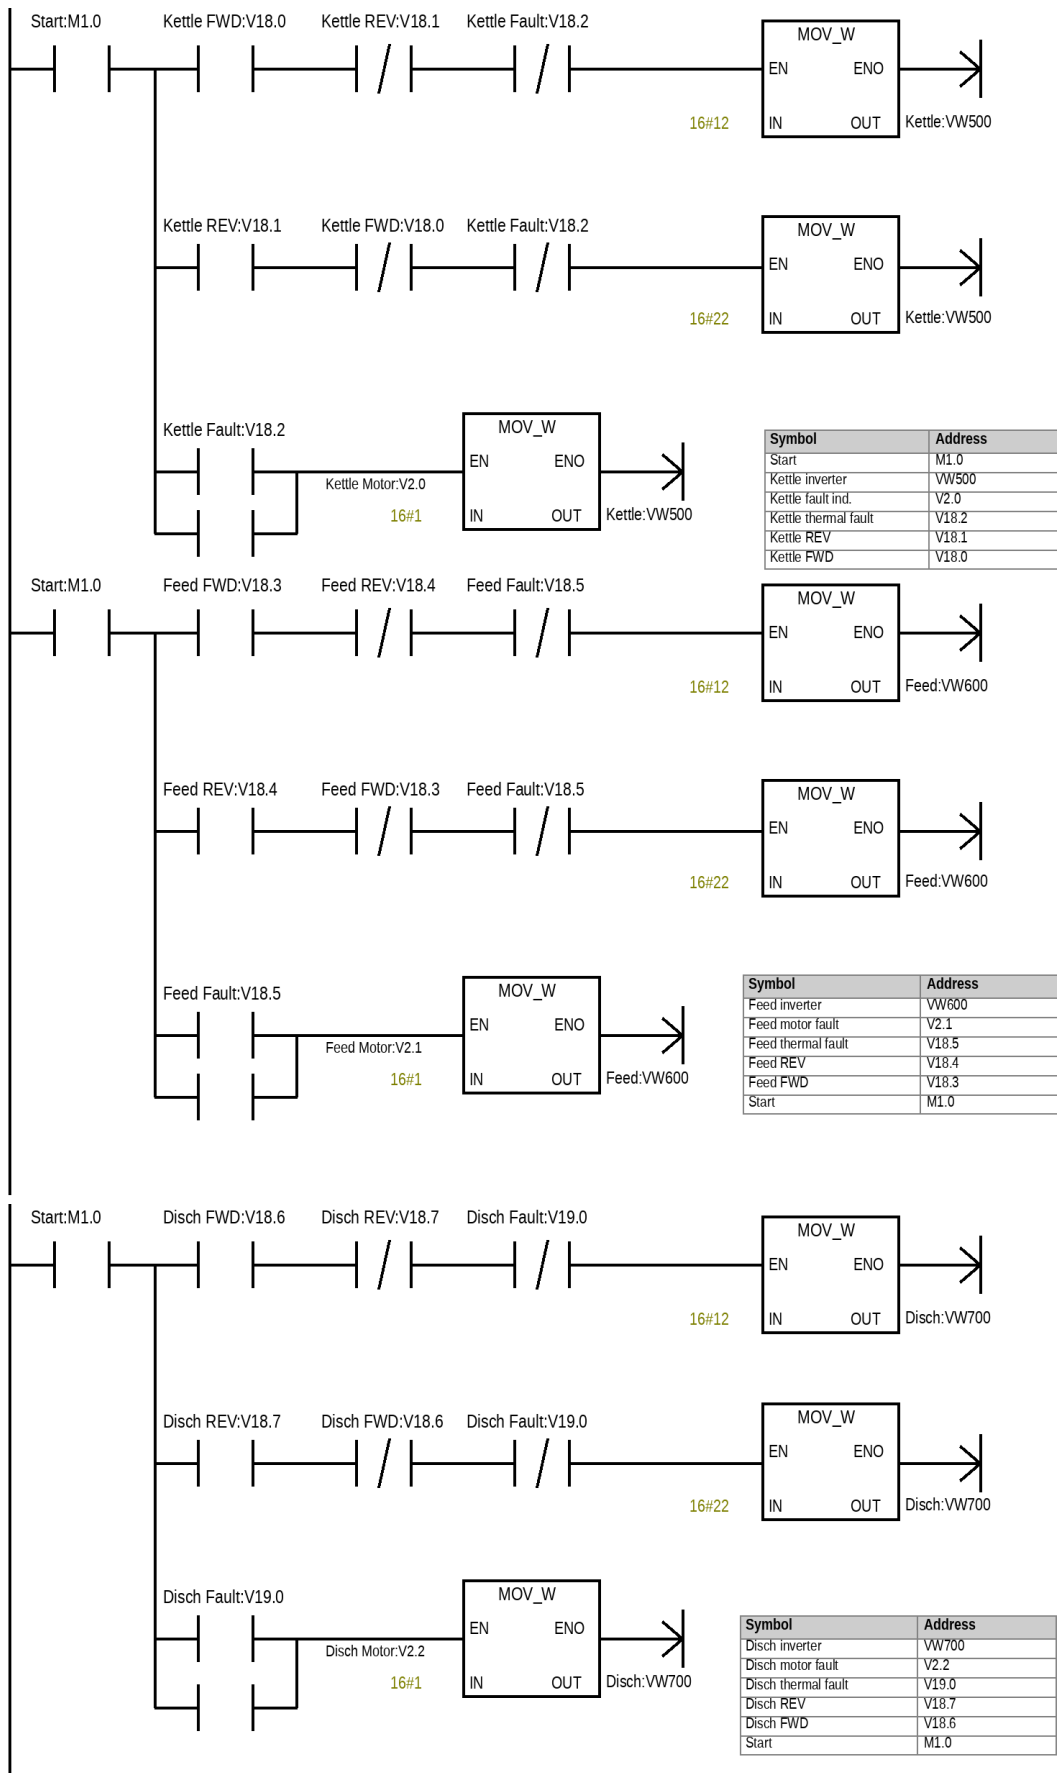 Start:M1.0 Kettle FWD:V18.0 Kettle REV:V18.1 Kettle Fault:V18.2
MOV_W
EN ENO
16#12 IN OUT Kettle:VW500
Kettle REV:V18.1 Kettle FWD:V18.0 Kettle Fault:V18.2
MOV_W
EN ENO
16#22 IN OUT Kettle:VW500
Kettle Fault:V18.2
MOV_W
EN ENO
Kettle Motor:V2.0
16#1 IN OUT Kettle:VW500
Symbol Address
Start M1.0
Kettle inverter VW500
Kettle fault ind. V2.0
Kettle thermal fault V18.2
Kettle REV V18.1
Kettle FWD V18.0
Start:M1.0 Feed FWD:V18.3 Feed REV:V18.4 Feed Fault:V18.5
MOV_W
EN ENO
16#12 IN OUT Feed:VW600
Feed REV:V18.4 Feed FWD:V18.3 Feed Fault:V18.5
MOV_W
EN ENO
16#22 IN OUT Feed:VW600
Feed Fault:V18.5
MOV_W
EN ENO
Feed Motor:V2.1
16#1 IN OUT Feed:VW600
Symbol Address
Feed inverter VW600
Feed motor fault V2.1
Feed thermal fault V18.5
Feed REV V18.4
Feed FWD V18.3
Start M1.0
Start:M1.0 Disch FWD:V18.6 Disch REV:V18.7 Disch Fault:V19.0
MOV_W
EN ENO
16#12 IN OUT Disch:VW700
Disch REV:V18.7 Disch FWD:V18.6 Disch Fault:V19.0
MOV_W
EN ENO
16#22 IN OUT Disch:VW700
Disch Fault:V19.0
MOV_W
EN ENO
Disch Motor:V2.2
16#1 IN OUT Disch:VW700
Symbol Address
Disch inverter VW700
Disch motor fault V2.2
Disch thermal fault V19.0
Disch REV V18.7
Disch FWD V18.6
Start M1.0